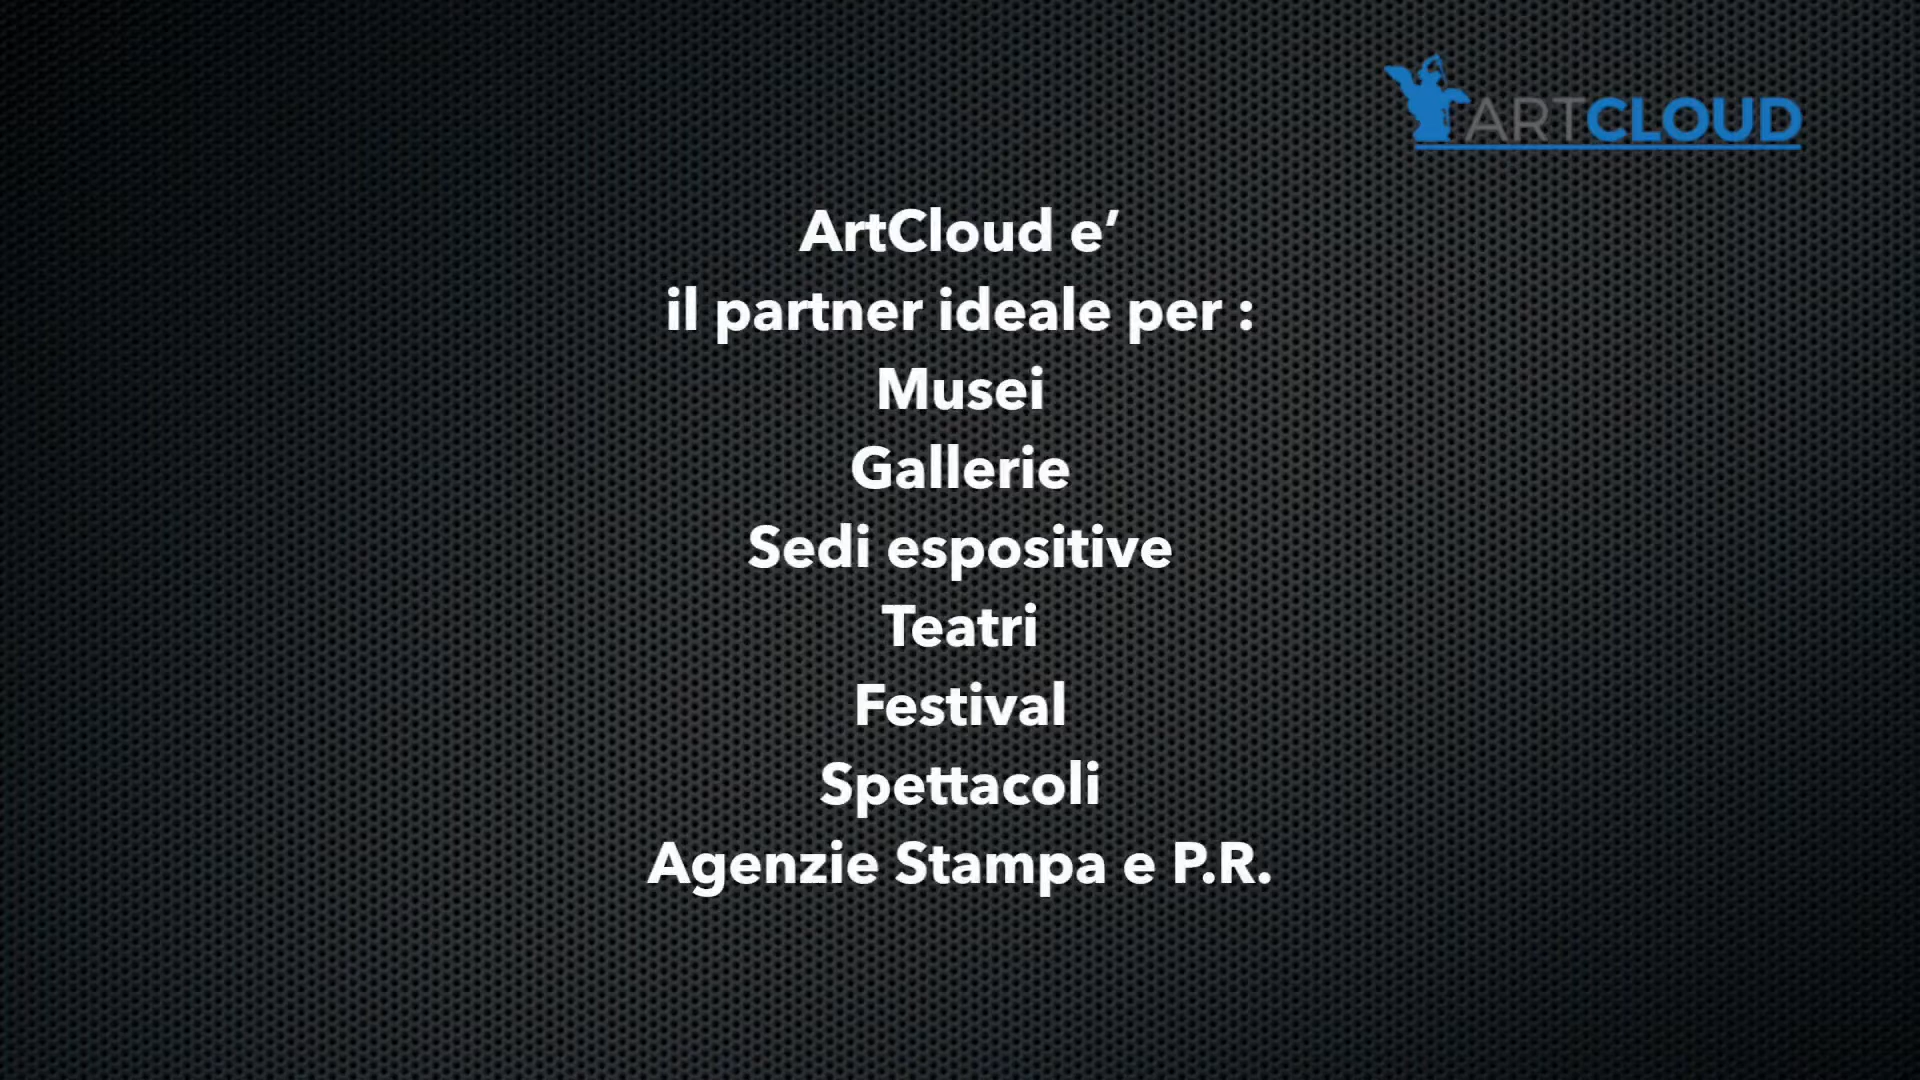 ARTCLOUD
ArtCloud e’
il partner ideale per :
Musei
Gallerie
Sedi espositive
Teatri
Festival
Spettacoli
Agenzie Stampa e P.R.